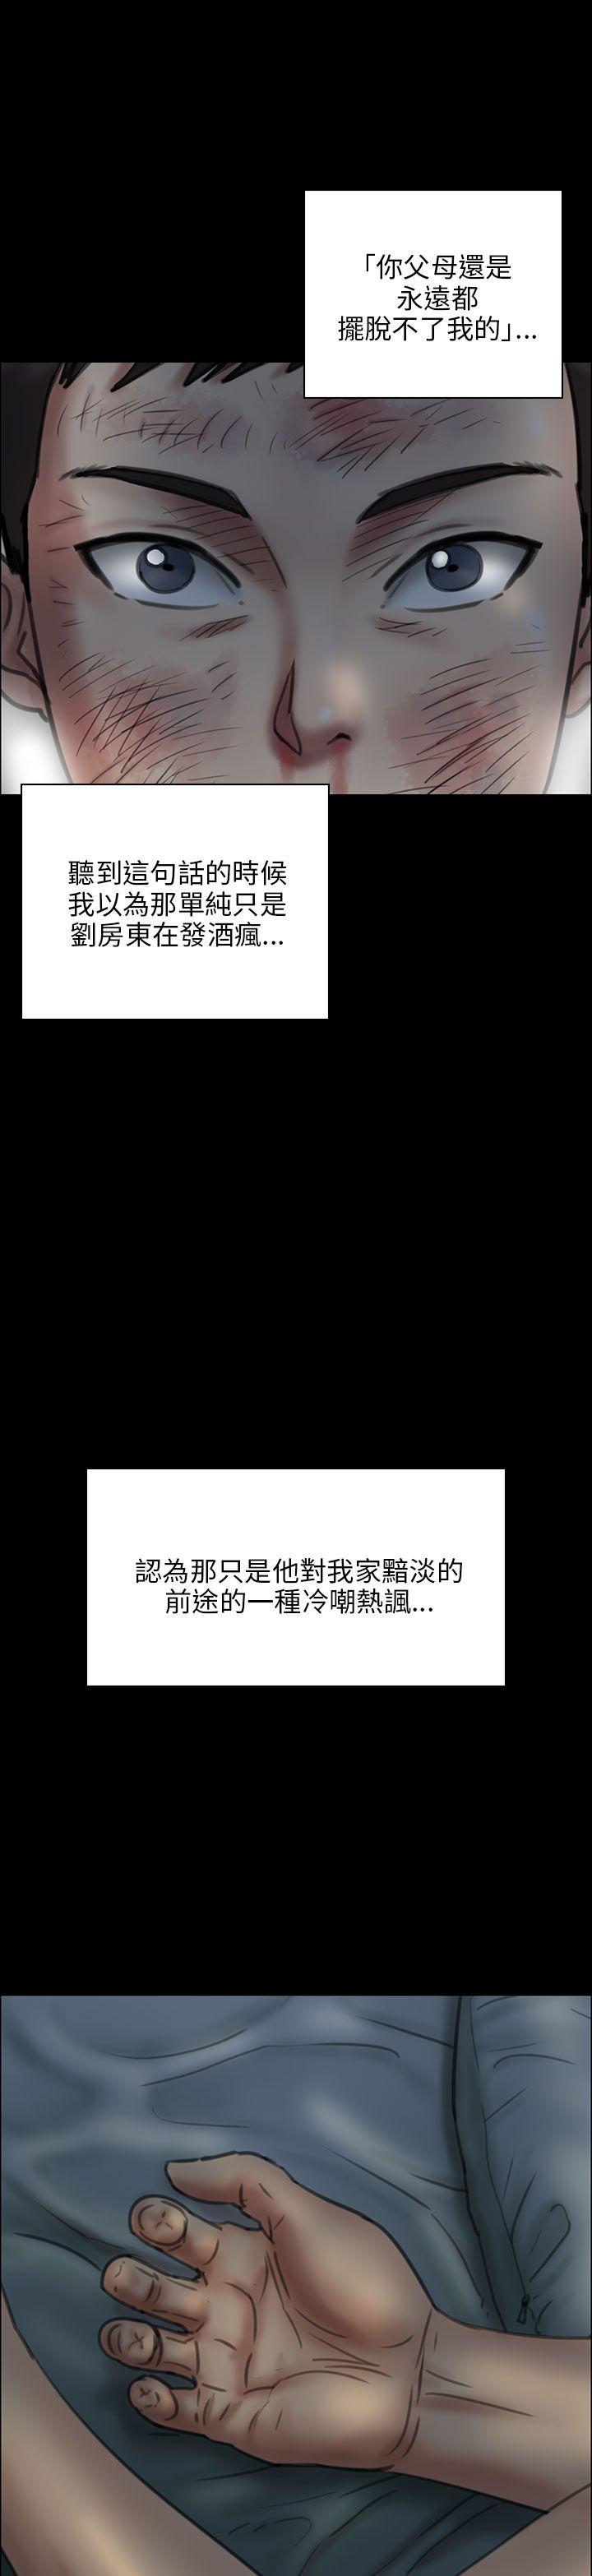 「你父母還是
永遠都
擺脫不了我的」...
聽到這句話的時候
我以為那單純只是
劉房東在發酒瘋...
認為那只是他對我家黯淡的
前途的一種冷嘲熱諷...